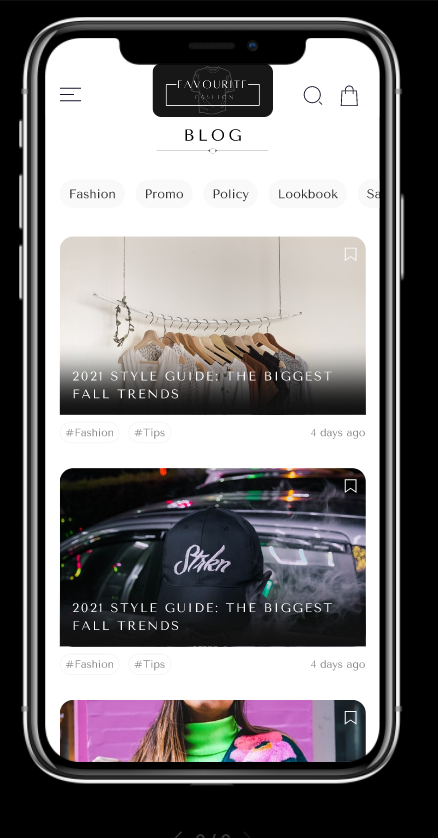 FAVOURITE
FASHION
BLOG
Fashion Promo Policy Lookbook Sa
2021 STYLE GUIDE: THE BIGGEST
FALL TRENDS
#Fashion #Tips 4 days ago
Strkn
2021 STYLE GUIDE: THE BIGGEST
FALL TRENDS
#Fashion #Tips 4 days ago